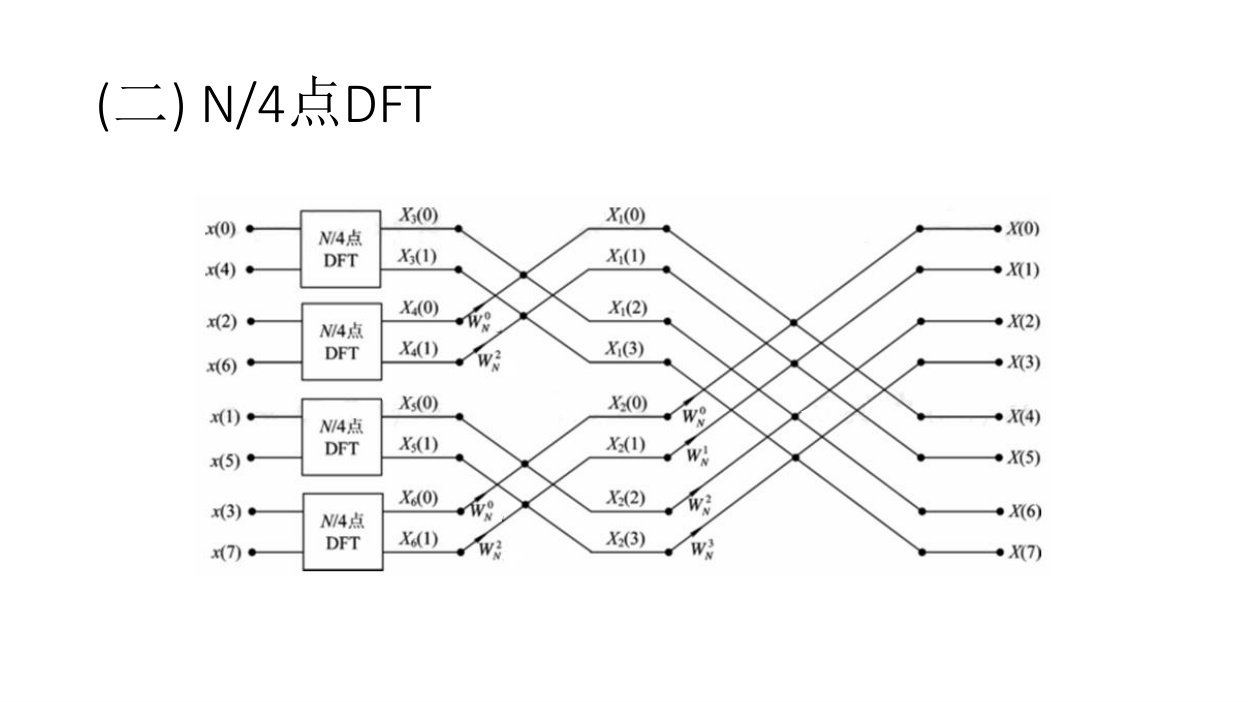 (二) N/4点DFT
x(0)
x(4)
x(2)
x(6)
x(1)
x(5)
x(3)
x(7)
N/4点
DFT
N/4点
DFT
N/4点
DFT
N/4点
DFT
X₃(0)
X₃(1)
X₄(0)
X₄(1)
X₅(0)
X₅(1)
X₆(0)
X₆(1)
W_N^0
W_N^2
W_N^0
W_N^2
X₁(0)
X₁(1)
X₁(2)
X₁(3)
X₂(0)
X₂(1)
X₂(2)
X₂(3)
W_N^0
W_N^1
W_N^2
W_N^3
X(0)
X(1)
X(2)
X(3)
X(4)
X(5)
X(6)
X(7)